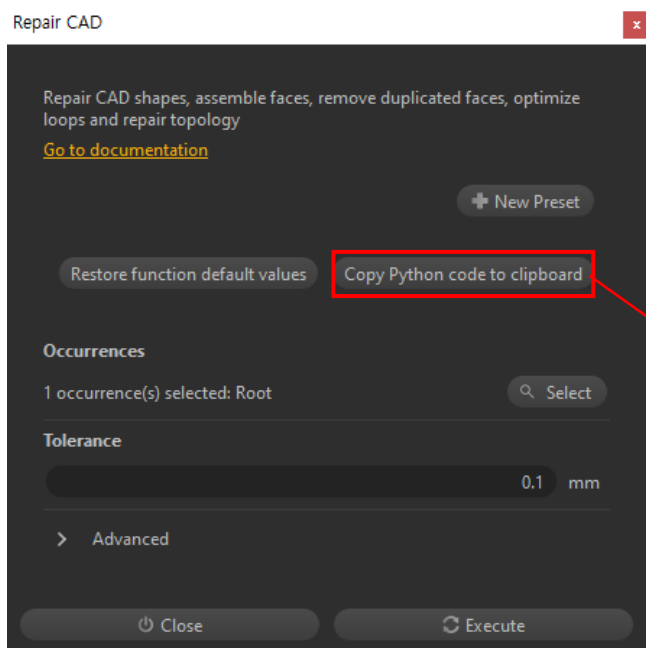 Repair CAD
x
Repair CAD shapes, assemble faces, remove duplicated faces, optimize
loops and repair topology
Go to documentation
New Preset
Restore function default values
Copy Python code to clipboard
Occurrences
1 occurrence(s) selected: Root
Select
Tolerance
0.1 mm
Advanced
Close
Execute